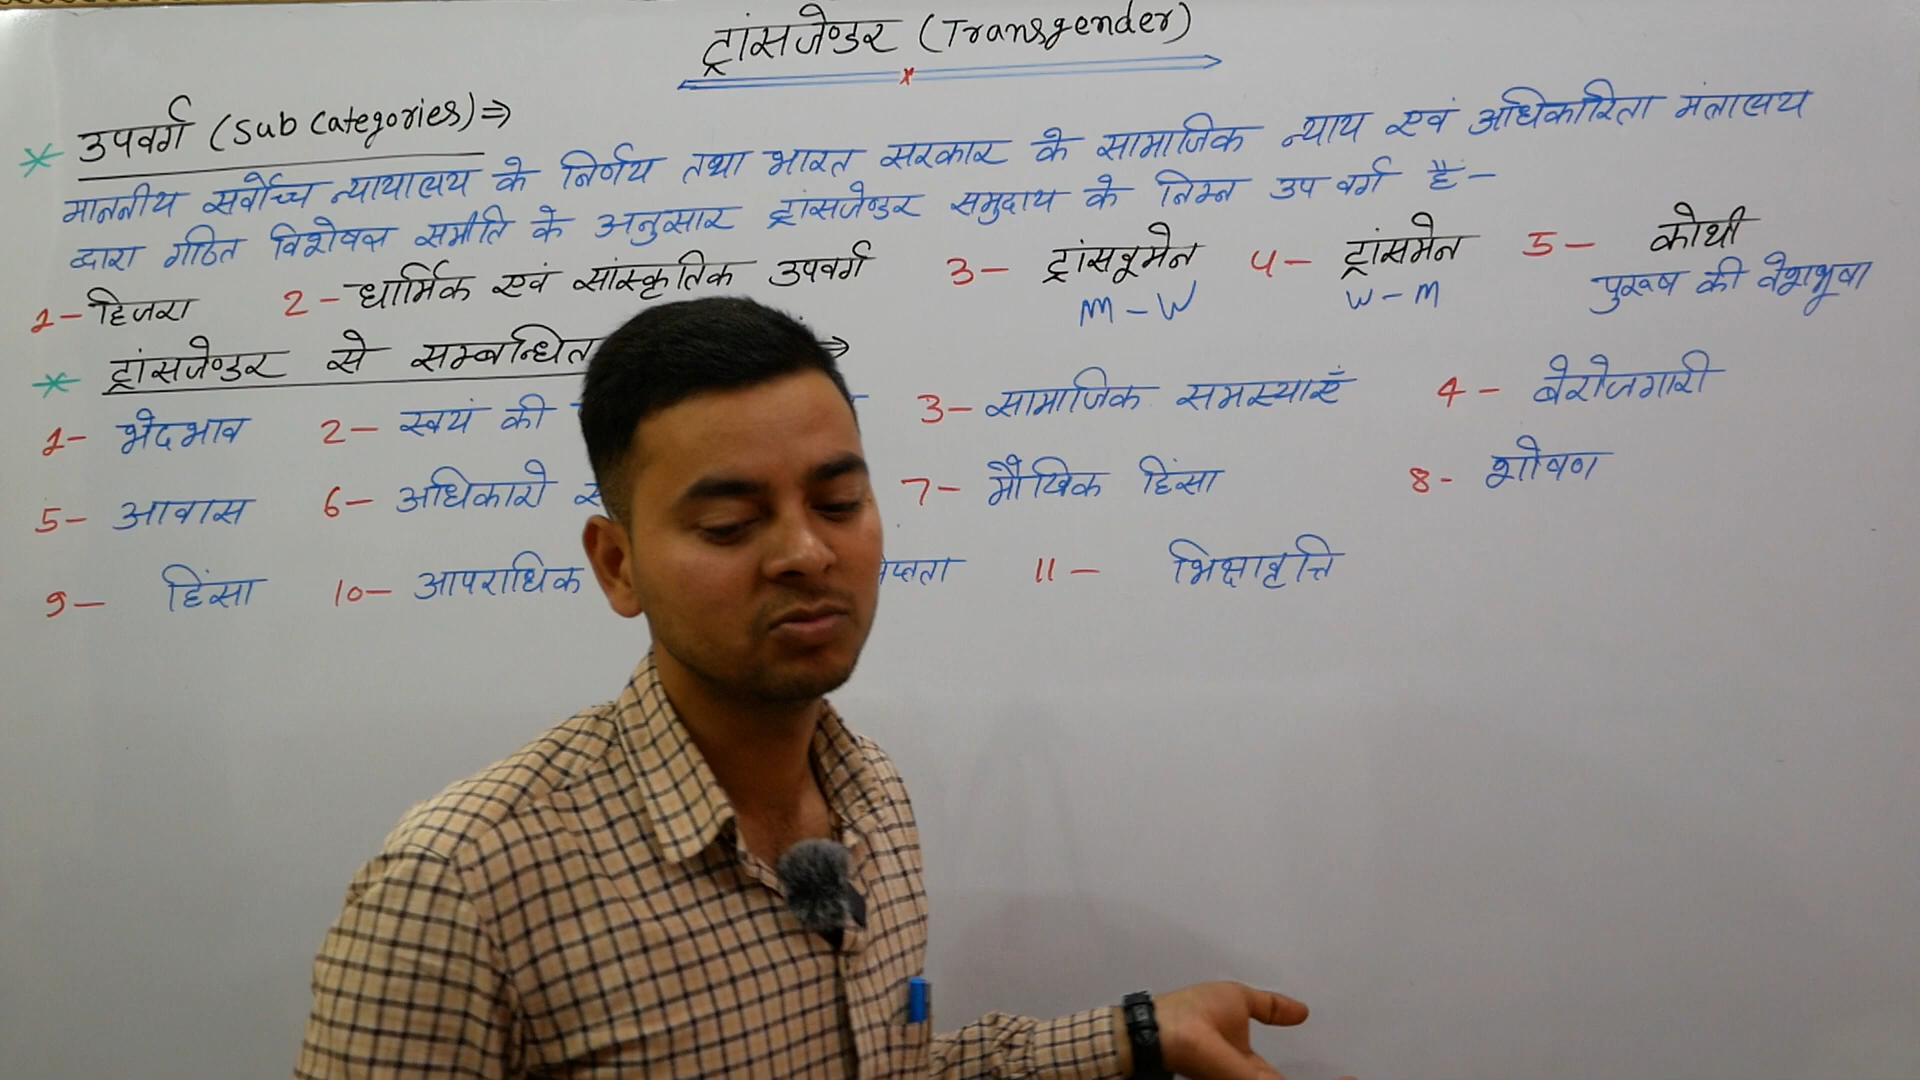 ट्रांसजेण्डर (Transgender)
* उपवर्ग (Sub Categories) ⇒
माननीय सर्वोच्च न्यायालय के निर्णय तथा भारत सरकार के सामाजिक न्याय एवं अधिकारिता मंत्रालय
द्वारा गठित विशेषज्ञ समीति के अनुसार ट्रांसजेण्डर समुदाय के निम्न उप वर्ग है-
1- हिजरा 2- धार्मिक एवं सांस्कृतिक उपवर्ग 3- ट्रांसवूमेन 4- ट्रांसमेन 5- कोथी
M-W W-M पुरूष की वेशभूषा
* ट्रांसजेण्डर से सम्बन्धित ⇒
1- भेदभाव 2- स्वयं की 3- सामाजिक समस्याएँ 4- बेरोजगारी
5- आवास 6- अधिकारो 7- मौखिक हिंसा 8- शोषण
9- हिंसा 10- आपराधिक 11- भिक्षावृत्ति